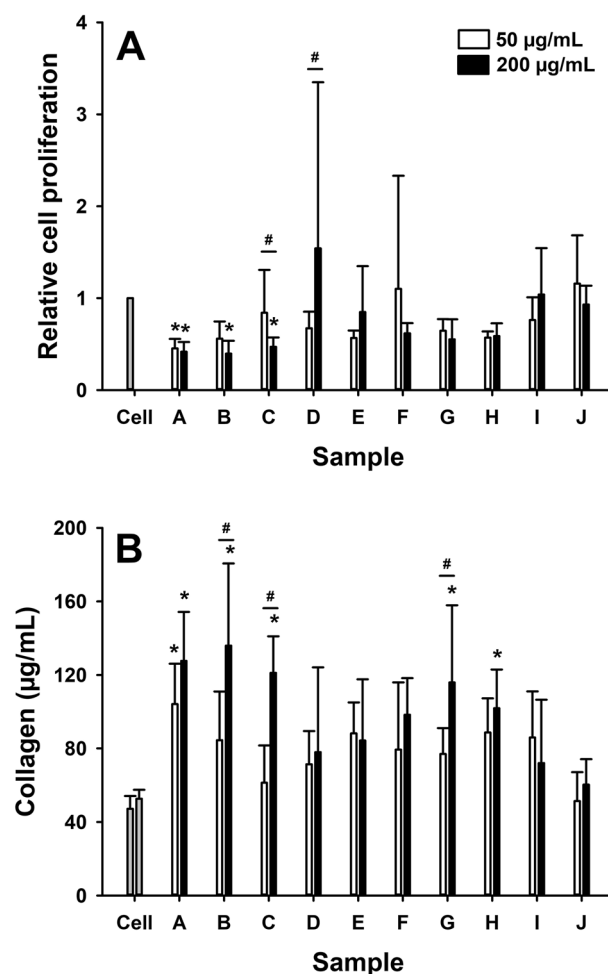 A
50 µg/mL
200 µg/mL
Relative cell proliferation
4
3
2
1
0
#
#
* * * *
Cell A B C D E F G H I J
Sample
B
Collagen (µg/mL)
200
160
120
80
40
0
# # #
* * * * * *
Cell A B C D E F G H I J
Sample